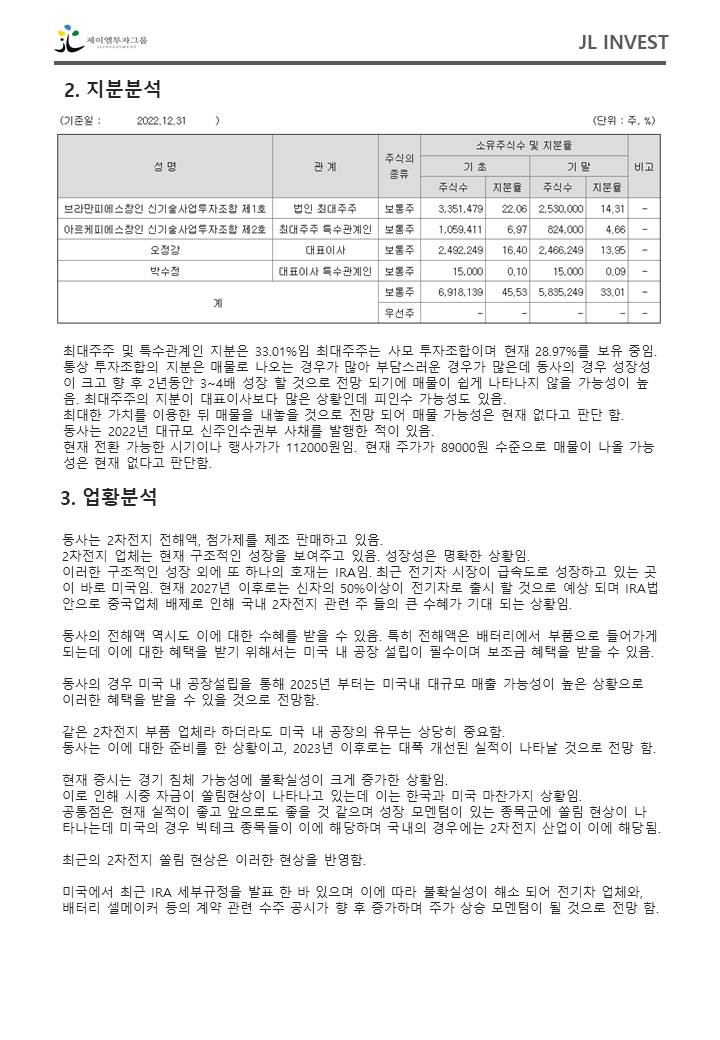 제이엘투자그룹
JLINVESTMENT
JL INVEST
2. 지분분석
(기준일 : 2022.12.31 ) (단위 : 주, %)
성 명 관 계 주식의 종류 소유주식수 및 지분율 비고
기 초 기 말
주식수 지분율 주식수 지분율
브라만피에스창인 신기술사업투자조합 제1호 법인 최대주주 보통주 3,351,479 22.06 2,530,000 14.31 -
아르케피에스창인 신기술사업투자조합 제2호 최대주주 특수관계인 보통주 1,059,411 6.97 824,000 4.66 -
오정강 대표이사 보통주 2,492,249 16.40 2,466,249 13.95 -
박수정 대표이사 특수관계인 보통주 15,000 0.10 15,000 0.09 -
계 보통주 6,918,139 45.53 5,835,249 33.01 -
우선주 - - - - -
최대주주 및 특수관계인 지분은 33.01%임 최대주주는 사모 투자조합이며 현재 28.97%를 보유 중임.
통상 투자조합의 지분은 매물로 나오는 경우가 많아 부담스러운 경우가 많은데 동사의 경우 성장성
이 크고 향 후 2년동안 3~4배 성장 할 것으로 전망 되기에 매물이 쉽게 나타나지 않을 가능성이 높
음. 최대주주의 지분이 대표이사보다 많은 상황인데 피인수 가능성도 있음.
최대한 가치를 이용한 뒤 매물을 내놓을 것으로 전망 되어 매물 가능성은 현재 없다고 판단 함.
동사는 2022년 대규모 신주인수권부 사채를 발행한 적이 있음.
현재 전환 가능한 시기이나 행사가가 112000원임. 현재 주가가 89000원 수준으로 매물이 나올 가능
성은 현재 없다고 판단함.
3. 업황분석
동사는 2차전지 전해액, 첨가제를 제조 판매하고 있음.
2차전지 업체는 현재 구조적인 성장을 보여주고 있음. 성장성은 명확한 상황임.
이러한 구조적인 성장 외에 또 하나의 호재는 IRA임. 최근 전기차 시장이 급속도로 성장하고 있는 곳
이 바로 미국임. 현재 2027년 이후로는 신차의 50%이상이 전기차로 출시 할 것으로 예상 되며 IRA법
안으로 중국업체 배제로 인해 국내 2차전지 관련 주 들의 큰 수혜가 기대 되는 상황임.
동사의 전해액 역시도 이에 대한 수혜를 받을 수 있음. 특히 전해액은 배터리에서 부품으로 들어가게
되는데 이에 대한 혜택을 받기 위해서는 미국 내 공장 설립이 필수이며 보조금 혜택을 받을 수 있음.
동사의 경우 미국 내 공장설립을 통해 2025년 부터는 미국내 대규모 매출 가능성이 높은 상황으로
이러한 혜택을 받을 수 있을 것으로 전망함.
같은 2차전지 부품 업체라 하더라도 미국 내 공장의 유무는 상당히 중요함.
동사는 이에 대한 준비를 한 상황이고, 2023년 이후로는 대폭 개선된 실적이 나타날 것으로 전망 함.
현재 증시는 경기 침체 가능성에 불확실성이 크게 증가한 상황임.
이로 인해 시중 자금이 쏠림현상이 나타나고 있는데 이는 한국과 미국 마찬가지 상황임.
공통점은 현재 실적이 좋고 앞으로도 좋을 것 같으며 성장 모멘텀이 있는 종목군에 쏠림 현상이 나
타나는데 미국의 경우 빅테크 종목들이 이에 해당하며 국내의 경우에는 2차전지 산업이 이에 해당됨.
최근의 2차전지 쏠림 현상은 이러한 현상을 반영함.
미국에서 최근 IRA 세부규정을 발표 한 바 있으며 이에 따라 불확실성이 해소 되어 전기차 업체와,
배터리 셀메이커 등의 계약 관련 수주 공시가 향 후 증가하며 주가 상승 모멘텀이 될 것으로 전망 함.